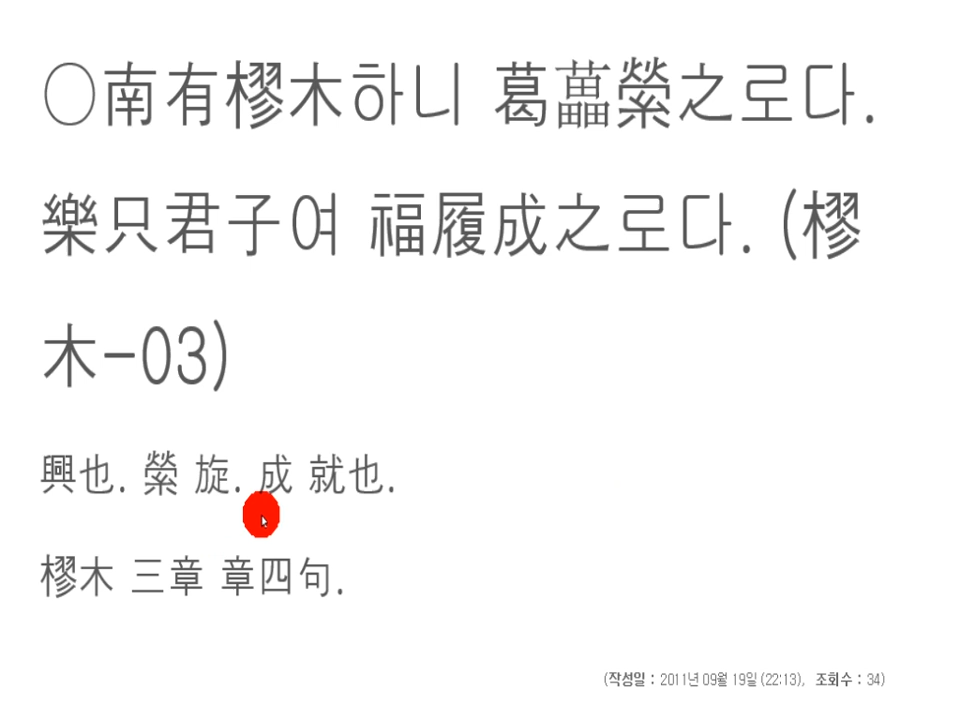 ○南有樛木하니 葛藟縈之로다.
樂只君子여 福履成之로다. (樛
木-03)
興也. 縈 旋. 成 就也.
樛木 三章 章四句.
(작성일 : 2011년 09월 19일 (22:13), 조회수 : 34)